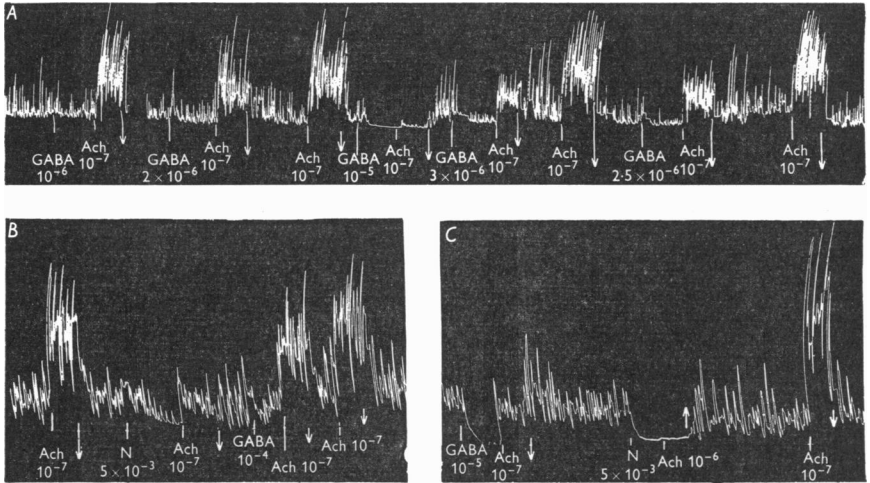 A
GABA
10-6
Ach
10-7
GABA
2 × 10-6
Ach
10-7
Ach
10-7
GABA
10-5
Ach
10-7
GABA
3 × 10-6
Ach
10-7
Ach
10-7
GABA
2·5 × 10-6
Ach
10-7
Ach
10-7
B
Ach
10-7
N
5 × 10-3
Ach
10-7
GABA
10-4
Ach 10-7
Ach 10-7
C
GABA
10-5
Ach
10-7
N
5 × 10-3
Ach 10-6
Ach
10-7